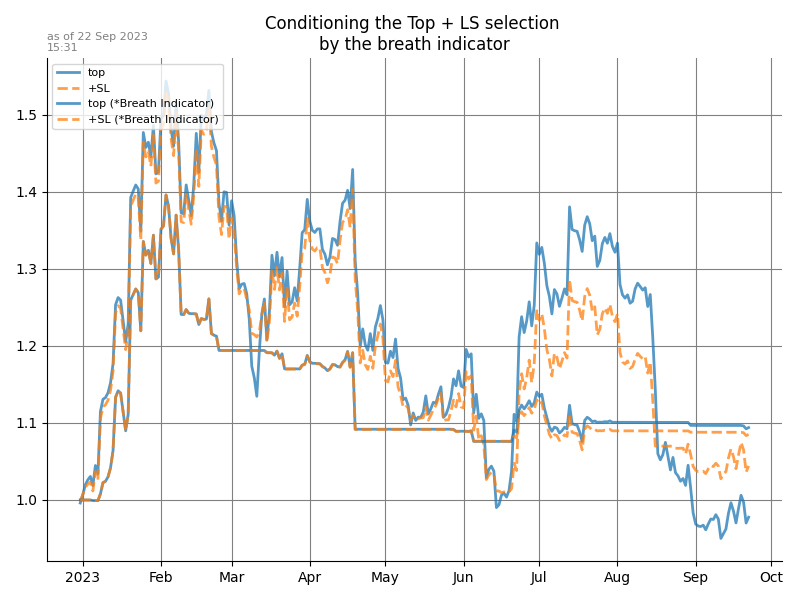 Conditioning the Top + LS selection
by the breath indicator
as of 22 Sep 2023
15:31
top
+SL
top (*Breath Indicator)
+SL (*Breath Indicator)
1.5
1.4
1.3
1.2
1.1
1.0
2023 Feb Mar Apr May Jun Jul Aug Sep Oct